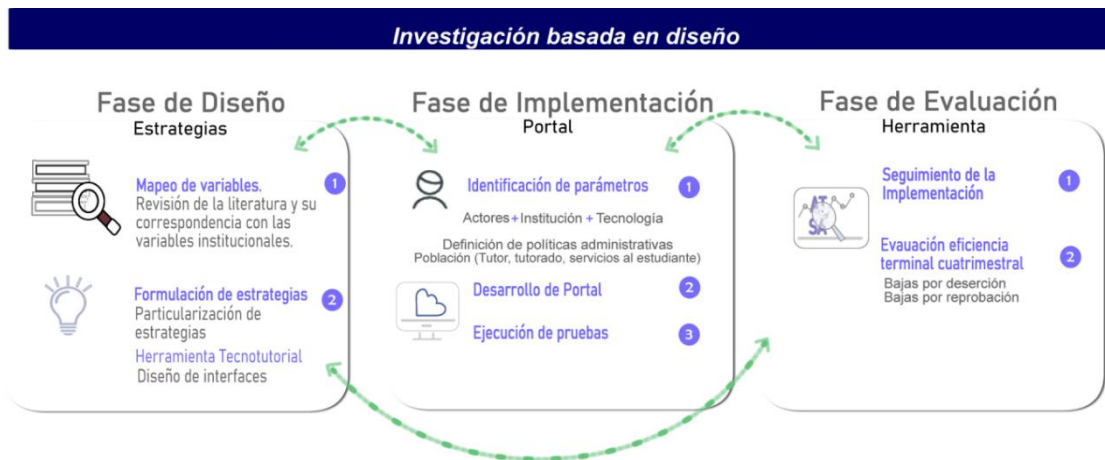 Investigación basada en diseño
Fase de Diseño
Estrategias
Mapeo de variables.
1
Revisión de la literatura y su
correspondencia con las
variables institucionales.
Formulación de estrategias
2
Particularización de
estrategias
Herramienta Tecnotutorial
Diseño de interfaces
Fase de Implementación
Portal
Identificación de parámetros
1
Actores+Institución + Tecnología
Definición de políticas administrativas
Población (Tutor, tutorado, servicios al estudiante)
Desarrollo de Portal
2
Ejecución de pruebas
3
Fase de Evaluación
Herramienta
Seguimiento de la
1
Implementación
AT
SA
Evauación eficiencia
2
terminal cuatrimestral
Bajas por deserción
Bajas por reprobación